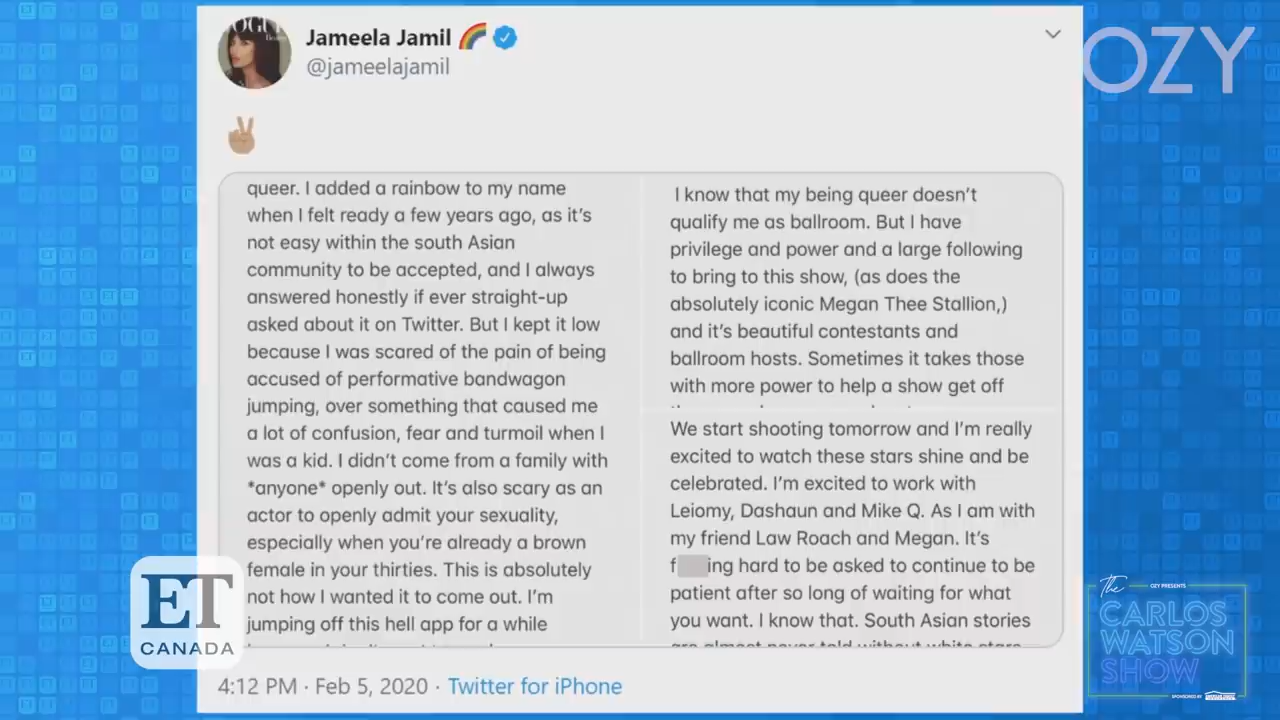 Jameela Jamil
@jameelajamil
OZY
queer. I added a rainbow to my name
when I felt ready a few years ago, as it's
not easy within the south Asian
community to be accepted, and I always
answered honestly if ever straight-up
asked about it on Twitter. But I kept it low
because I was scared of the pain of being
accused of performative bandwagon
jumping, over something that caused me
a lot of confusion, fear and turmoil when I
was a kid. I didn't come from a family with
*anyone* openly out. It's also scary as an
actor to openly admit your sexuality,
especially when you're already a brown
female in your thirties. This is absolutely
not how I wanted it to come out. I'm
jumping off this hell app for a while
I know that my being queer doesn't
qualify me as ballroom. But I have
privilege and power and a large following
to bring to this show, (as does the
absolutely iconic Megan Thee Stallion,)
and it's beautiful contestants and
ballroom hosts. Sometimes it takes those
with more power to help a show get off
We start shooting tomorrow and I'm really
excited to watch these stars shine and be
celebrated. I'm excited to work with
Leiomy, Dashaun and Mike Q. As I am with
my friend Law Roach and Megan. It's
f ing hard to be asked to continue to be
patient after so long of waiting for what
you want. I know that. South Asian stories
are almost never told without white stars
4:12 PM · Feb 5, 2020 · Twitter for iPhone
ET
CANADA
OZY PRESENTS
The
CARLOS
WATSON
SHOW
SPONSORED BY